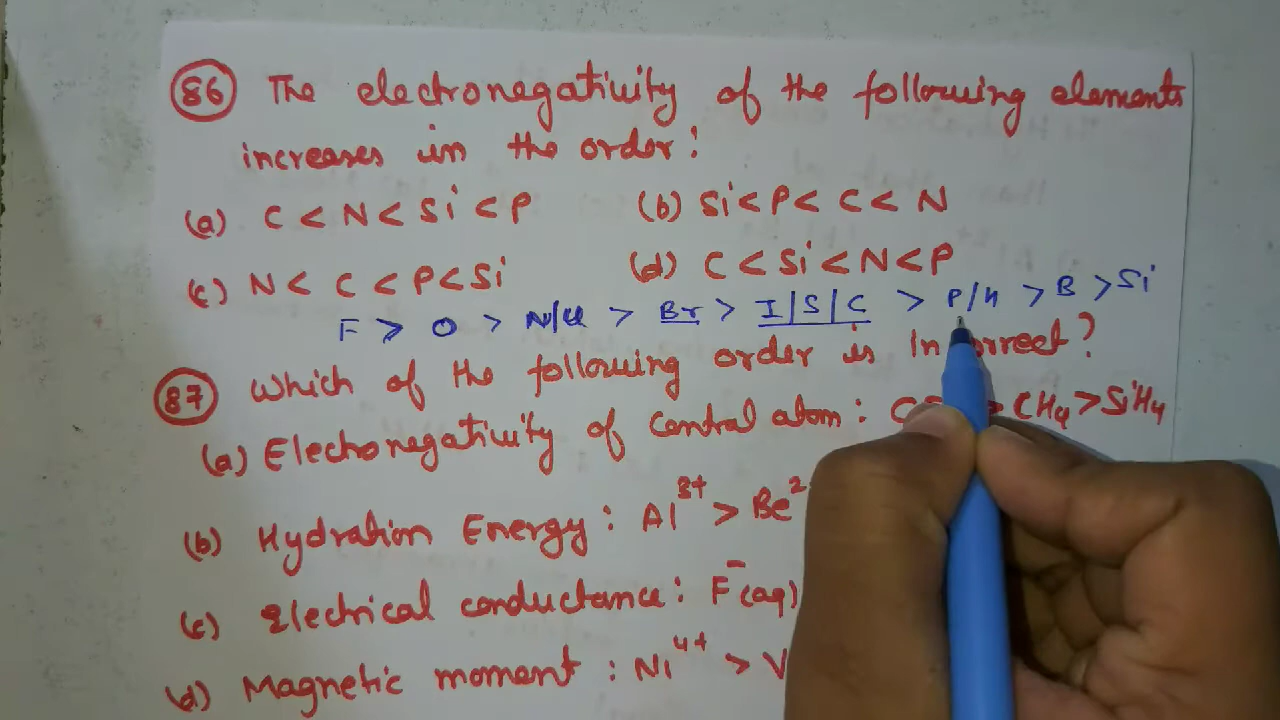 86 The electronegativity of the following elements
increases in the order:
(a) C < N < Si < P (b) Si < P < C < N
(c) N < C < P < Si (d) C < Si < N < P
F > O > N/Cl > Br > I/S/C > P/H > B > Si
87 Which of the following order is
(a) Electronegativity of central atom: > CH4 > SiH4
(b) Hydration Energy: Al3+ > Be2
(c) Electrical conductance: F-(aq)
(d) Magnetic moment: Ni4+ > V